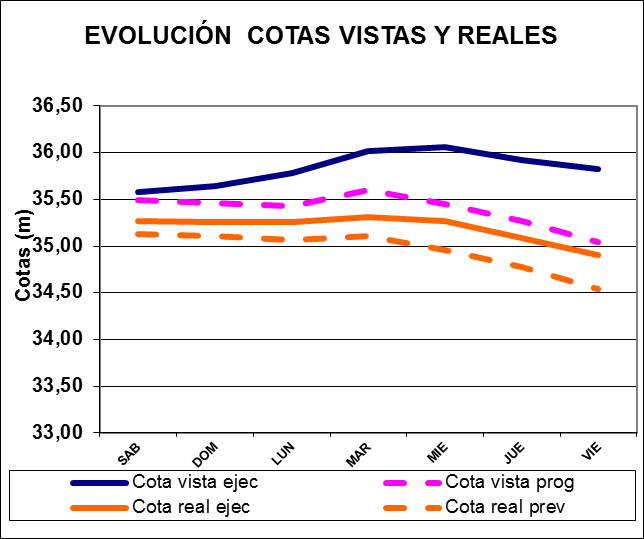 EVOLUCIÓN COTAS VISTAS Y REALES
36,50
36,00
35,50
35,00
34,50
34,00
33,50
33,00
Cotas (m)
SAB DOM LUN MAR MIE JUE VIE
Cota vista ejec Cota vista prog
Cota real ejec Cota real prev